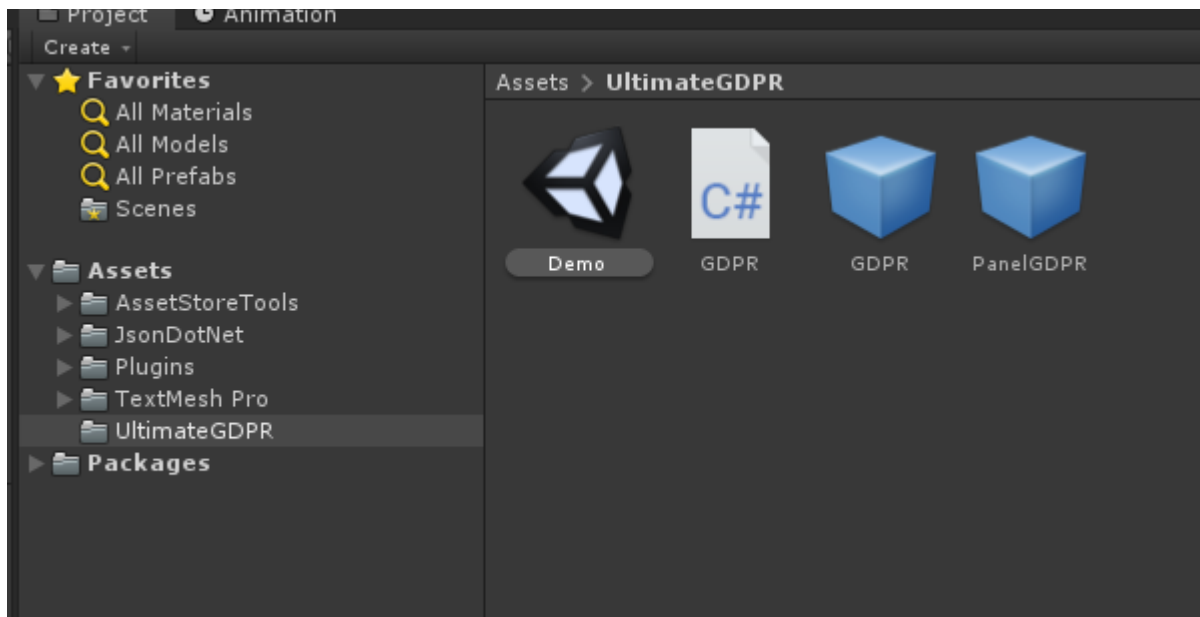 Project Animation
Create
Favorites
All Materials
All Models
All Prefabs
Scenes
Assets
AssetStoreTools
JsonDotNet
Plugins
TextMesh Pro
UltimateGDPR
Packages
Assets > UltimateGDPR
C#
Demo GDPR GDPR PanelGDPR